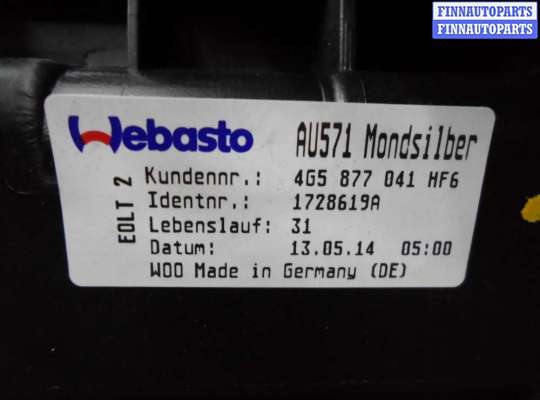 FINNAUTOPARTS
FINNAUTOPARTS
Webasto
AU571 Mondsilber
EOLT 2
Kundennr.: 4G5 877 041 HF6
Identnr.: 1728619A
Lebenslauf: 31
Datum: 13.05.14 05:00
WOO Made in Germany (DE)